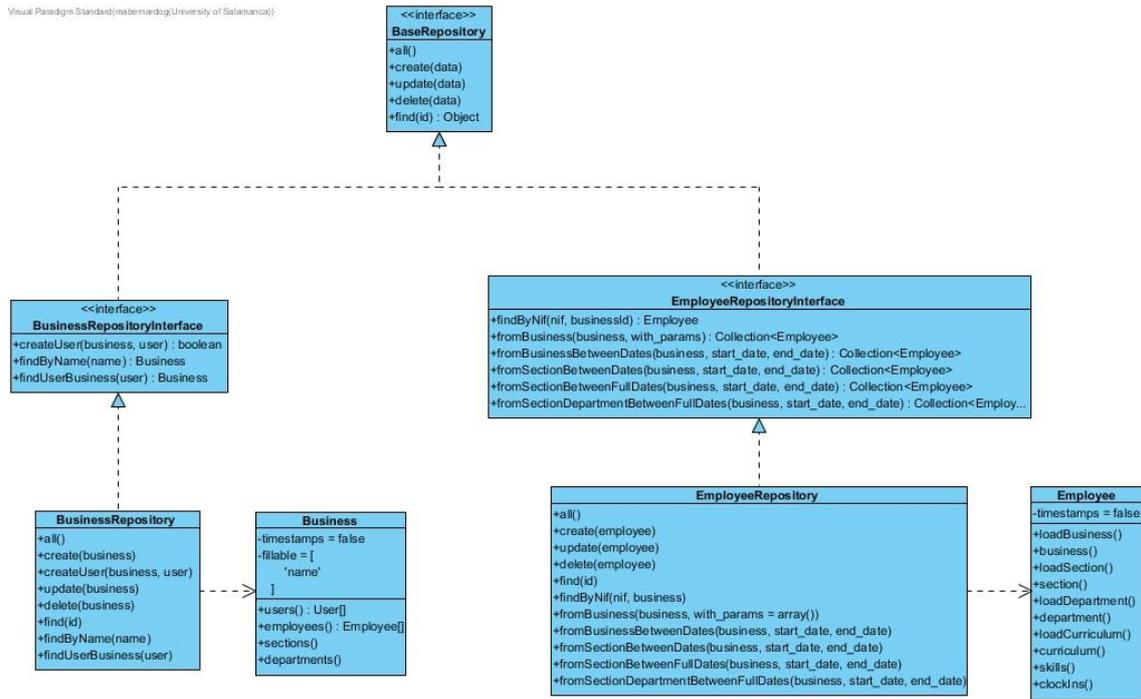 Visual Paradigm Standard(mabernardog(University of Salamanca))
<<interface>>
BaseRepository
+all()
+create(data)
+update(data)
+delete(data)
+find(id) : Object
<<interface>>
BusinessRepositoryInterface
+createUser(business, user) : boolean
+findByName(name) : Business
+findUserBusiness(user) : Business
<<interface>>
EmployeeRepositoryInterface
+findByNif(nif, businessId) : Employee
+fromBusiness(business, with_params) : Collection<Employee>
+fromBusinessBetweenDates(business, start_date, end_date) : Collection<Employee>
+fromSectionBetweenDates(business, start_date, end_date) : Collection<Employee>
+fromSectionBetweenFullDates(business, start_date, end_date) : Collection<Employee>
+fromSectionDepartmentBetweenFullDates(business, start_date, end_date) : Collection<Employ...
BusinessRepository
+all()
+create(business)
+createUser(business, user)
+update(business)
+delete(business)
+find(id)
+findByName(name)
+findUserBusiness(user)
Business
-timestamps = false
-fillable = [
'name'
]
+users() : User[]
+employees() : Employee[]
+sections()
+departments()
EmployeeRepository
+all()
+create(employee)
+update(employee)
+delete(employee)
+find(id)
+findByNif(nif, business)
+fromBusiness(business, with_params = array())
+fromBusinessBetweenDates(business, start_date, end_date)
+fromSectionBetweenDates(business, start_date, end_date)
+fromSectionBetweenFullDates(business, start_date, end_date)
+fromSectionDepartmentBetweenFullDates(business, start_date, end_date)
Employee
-timestamps = false
+loadBusiness()
+business()
+loadSection()
+section()
+loadDepartment()
+department()
+loadCurriculum()
+curriculum()
+skills()
+clockIns()